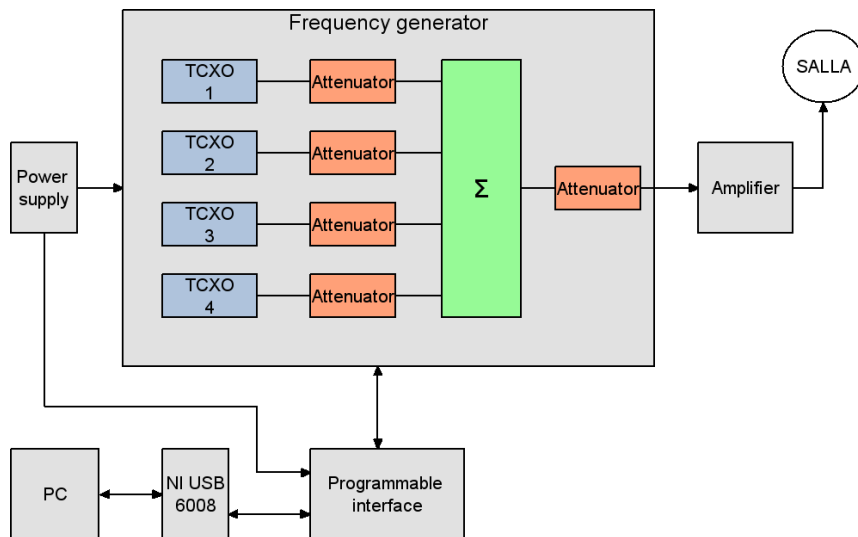 Frequency generator
TCXO
1
Attenuator
TCXO
2
Attenuator
TCXO
3
Attenuator
TCXO
4
Attenuator
Σ
Attenuator
Power
supply
Amplifier
SALLA
PC
NI USB
6008
Programmable
interface